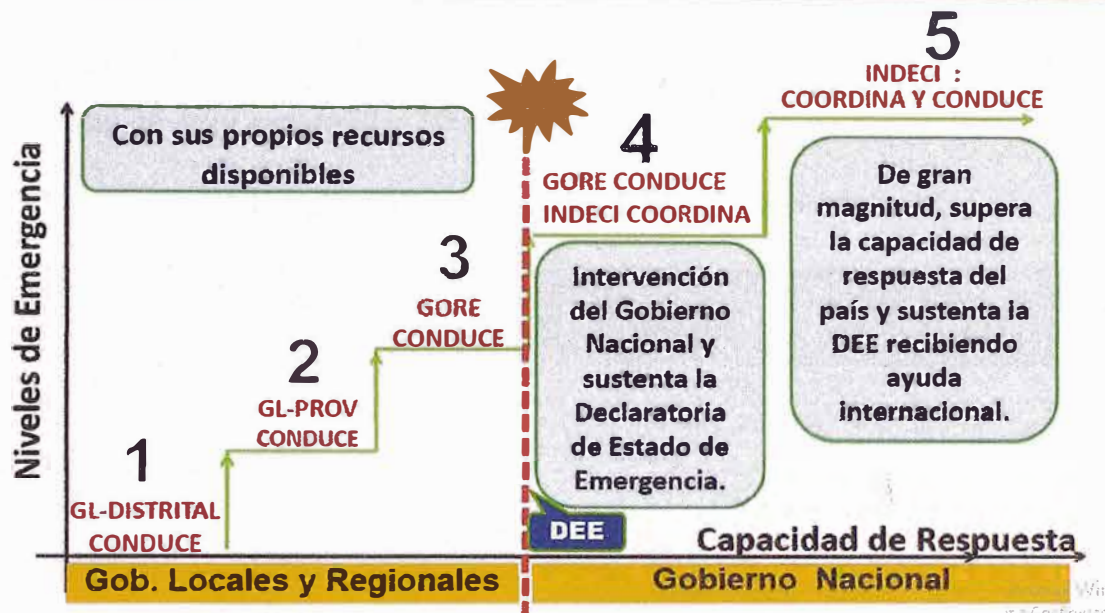 5
INDECI :
COORDINA Y CONDUCE
Con sus propios recursos
disponibles
4
GORE CONDUCE
INDECI COORDINA
De gran
magnitud, supera
la capacidad de
respuesta del
país y sustenta la
DEE recibiendo
ayuda
internacional.
3
GORE
CONDUCE
Intervención
del Gobierno
Nacional y
sustenta la
Declaratoria
de Estado de
Emergencia.
2
GL-PROV
CONDUCE
1
GL-DISTRITAL
CONDUCE
Niveles de Emergencia
DEE
Capacidad de Respuesta
Gob. Locales y Regionales
Gobierno Nacional